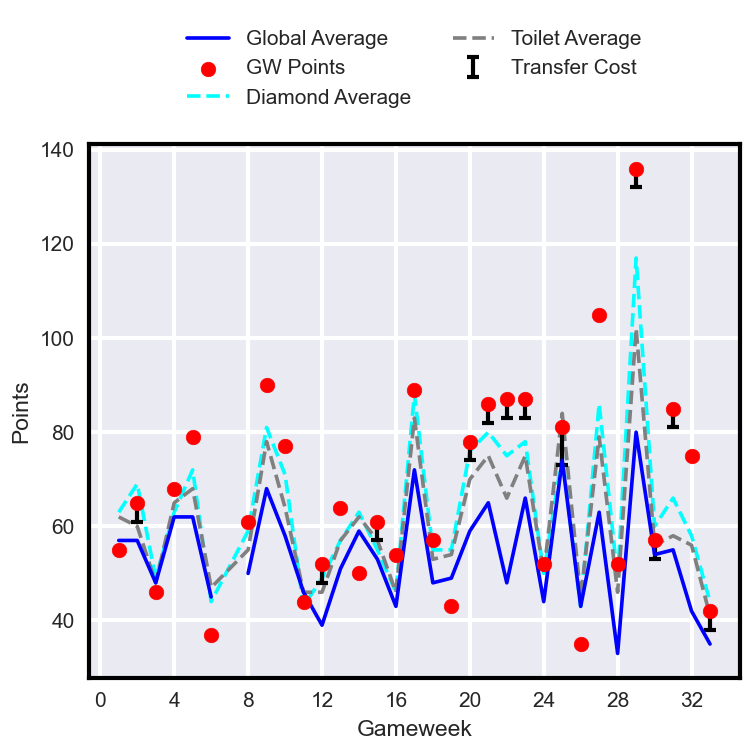 Global Average
GW Points
Diamond Average
Toilet Average
Transfer Cost
140
120
100
80
60
40
Points
0 4 8 12 16 20 24 28 32
Gameweek